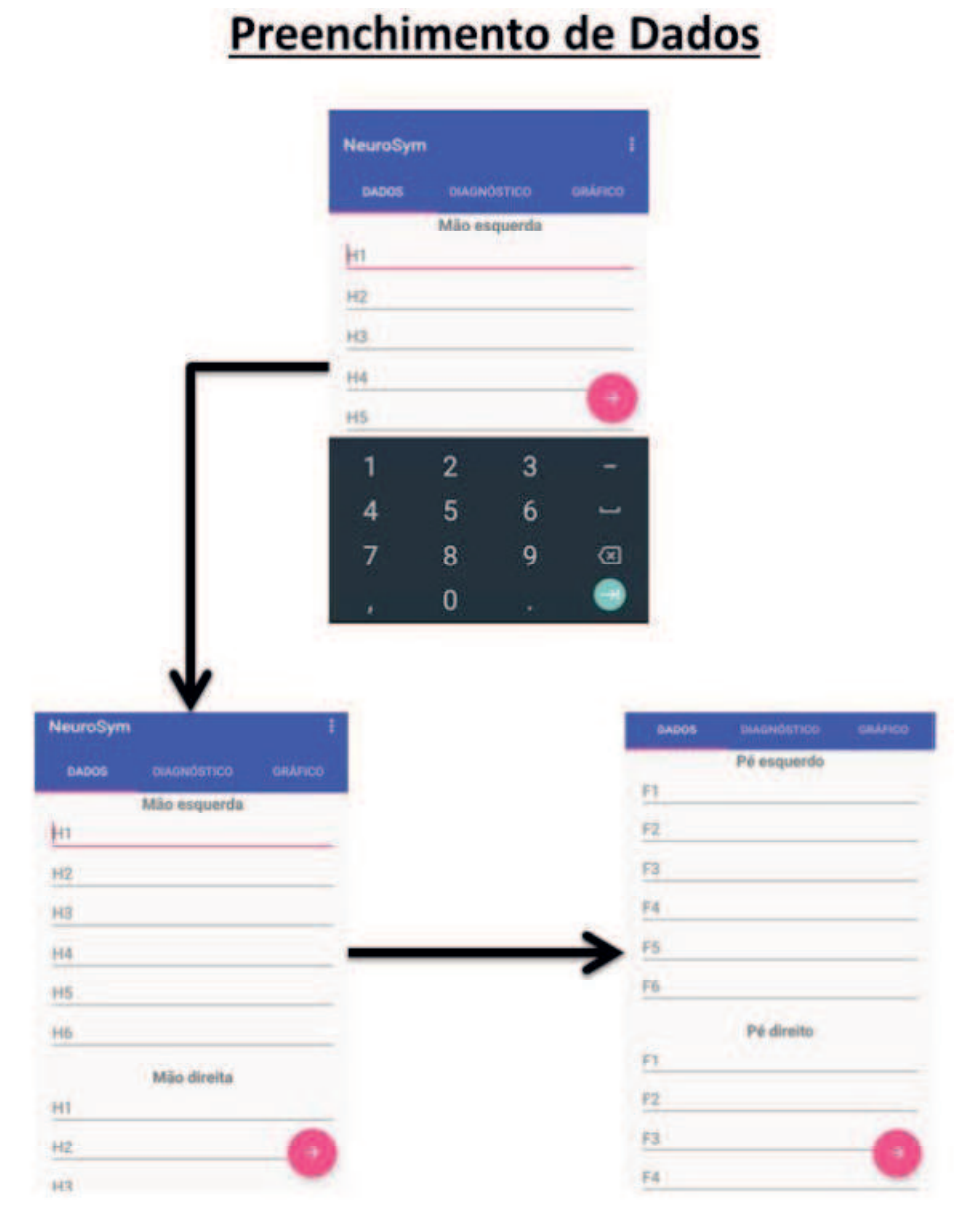 Preenchimento de Dados
NeuroSym
DADOS DIAGNÓSTICO GRÁFICO
Mão esquerda
H1
H2
H3
H4
H5
1 2 3 -
4 5 6
7 8 9
, 0 .
NeuroSym
DADOS DIAGNÓSTICO GRÁFICO
Mão esquerda
H1
H2
H3
H4
H5
H6
Mão direita
H1
H2
H3
DADOS DIAGNÓSTICO GRÁFICO
Pé esquerdo
F1
F2
F3
F4
F5
F6
Pé direito
F1
F2
F3
F4